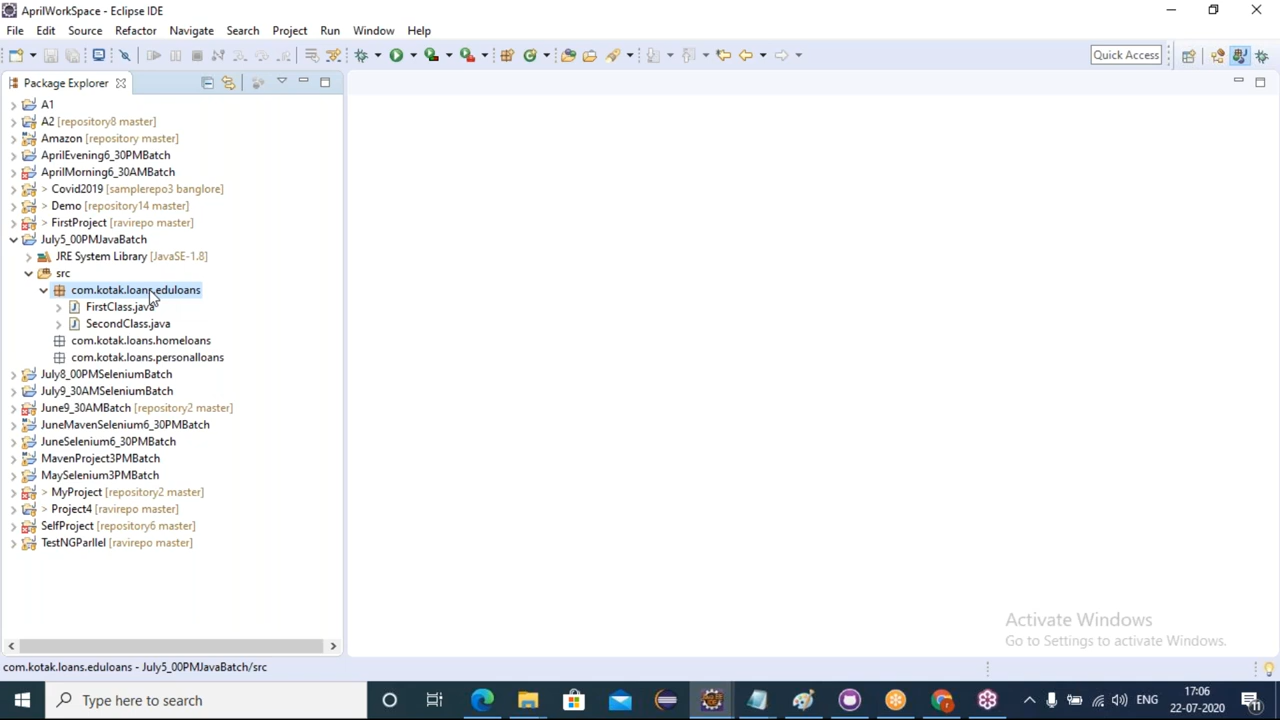 AprilWorkSpace - Eclipse IDE
File Edit Source Refactor Navigate Search Project Run Window Help
Quick Access
Package Explorer
A1
A2 [repository8 master]
Amazon [repository master]
AprilEvening6_30PMBatch
AprilMorning6_30AMBatch
> Covid2019 [samplerepo3 banglore]
> Demo [repository14 master]
> FirstProject [ravirepo master]
July5_00PMJavaBatch
JRE System Library [JavaSE-1.8]
src
com.kotak.loans.eduloans
FirstClass.java
SecondClass.java
com.kotak.loans.homeloans
com.kotak.loans.personalloans
July8_00PMSeleniumBatch
July9_30AMSeleniumBatch
June9_30AMBatch [repository2 master]
JuneMavenSelenium6_30PMBatch
JuneSelenium6_30PMBatch
MavenProject3PMBatch
MaySelenium3PMBatch
> MyProject [repository2 master]
> Project4 [ravirepo master]
SelfProject [repository6 master]
TestNGParllel [ravirepo master]
Activate Windows
Go to Settings to activate Windows.
com.kotak.loans.eduloans - July5_00PMJavaBatch/src
Type here to search
ENG
17:06
22-07-2020
11